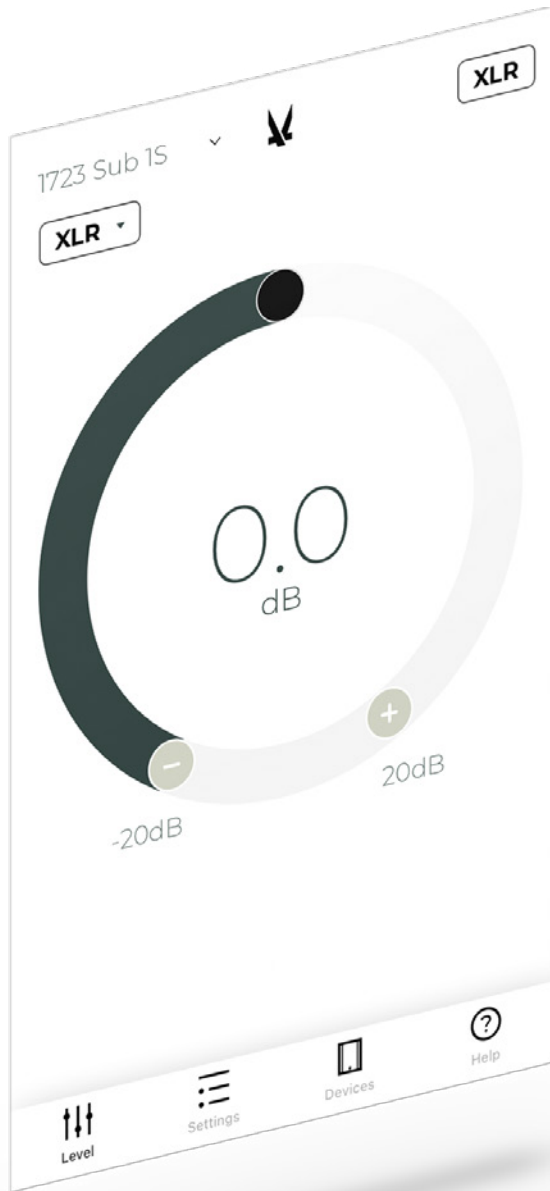 XLR
1723 Sub 1S
XLR
0.0
dB
-20dB
20dB
Level
Settings
Devices
Help